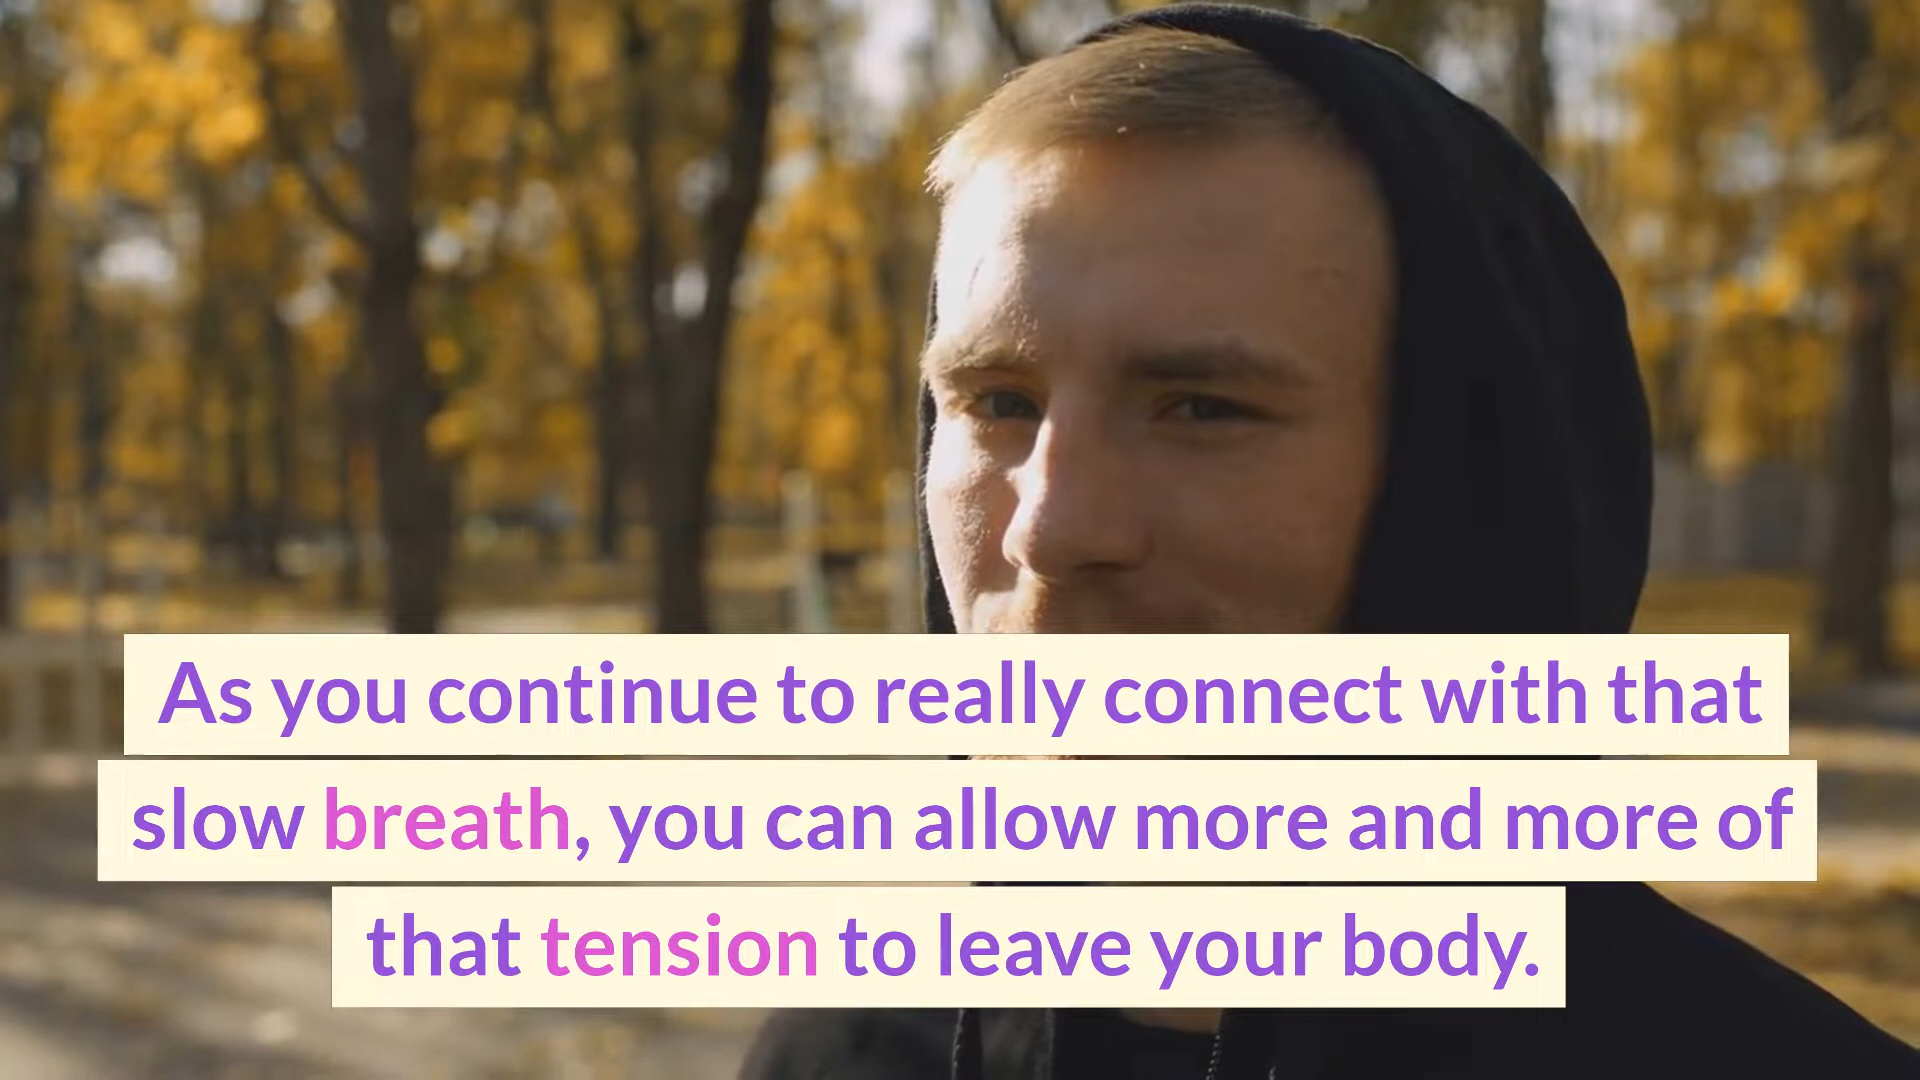 As you continue to really connect with that
slow breath, you can allow more and more of
that tension to leave your body.